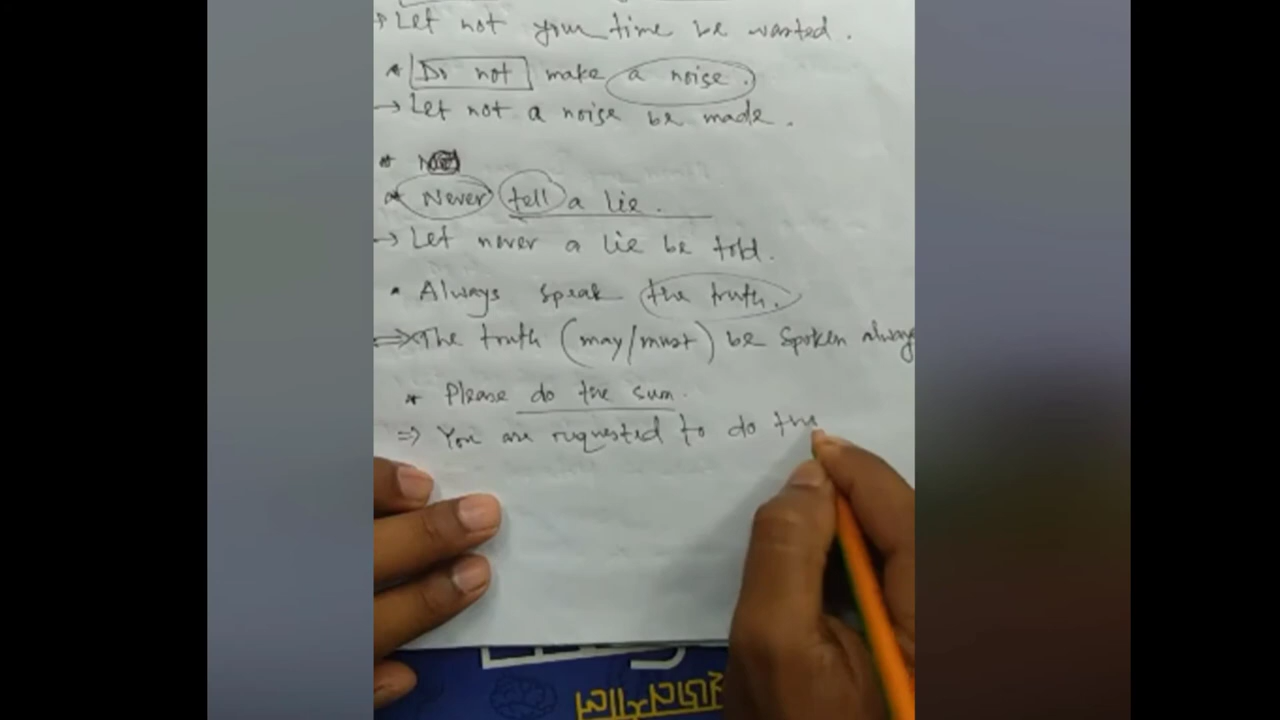 → Let not your time be wasted.
* Do not make a noise.
→ Let not a noise be made.
* Never tell a lie.
→ Let never a lie be told.
• Always speak the truth.
⇒ The truth (may/must) be spoken always
* Please do the sum.
⇒ You are requested to do the
সৃজনশীল